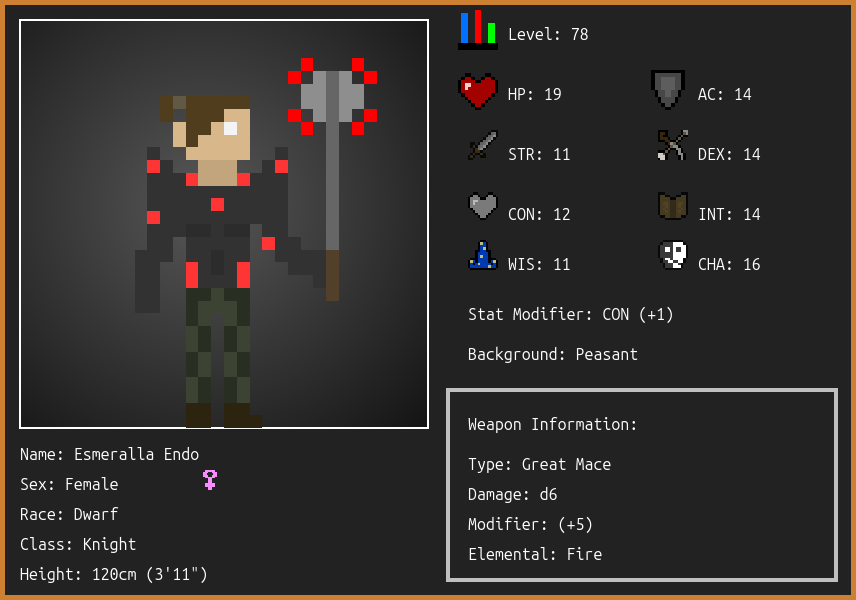 Level: 78
HP: 19
AC: 14
STR: 11
DEX: 14
CON: 12
INT: 14
WIS: 11
CHA: 16
Stat Modifier: CON (+1)
Background: Peasant
Weapon Information:
Type: Great Mace
Damage: d6
Modifier: (+5)
Elemental: Fire
Name: Esmeralla Endo
Sex: Female
Race: Dwarf
Class: Knight
Height: 120cm (3'11")